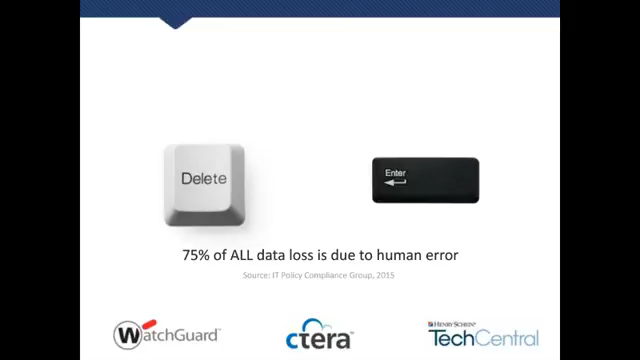 Delete
Enter
75% of ALL data loss is due to human error
Source: IT Policy Compliance Group, 2015
WatchGuard
ctera
HENRY SCHEIN
TechCentral